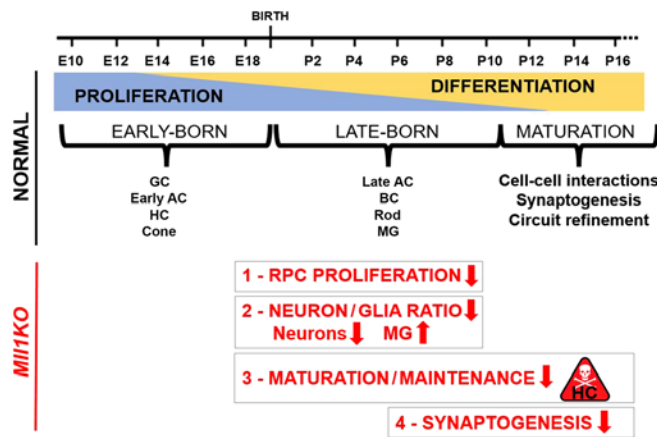 BIRTH
E10 E12 E14 E16 E18 P2 P4 P6 P8 P10 P12 P14 P16
DIFFERENTIATION
PROLIFERATION
NORMAL
EARLY-BORN LATE-BORN MATURATION
GC Late AC Cell-cell interactions
Early AC BC Synaptogenesis
HC Rod Circuit refinement
Cone MG
Mll1KO
1 - RPC PROLIFERATION
2 - NEURON/GLIA RATIO
Neurons MG
3 - MATURATION/MAINTENANCE
HC
4 - SYNAPTOGENESIS